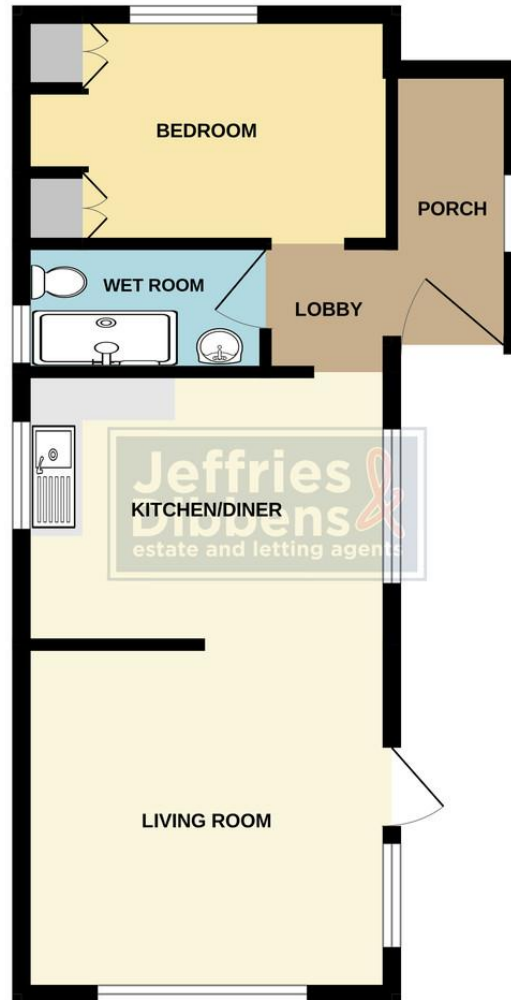 BEDROOM
PORCH
WET ROOM
LOBBY
Jeffries &
Dibbens
estate and letting agents
KITCHEN/DINER
LIVING ROOM